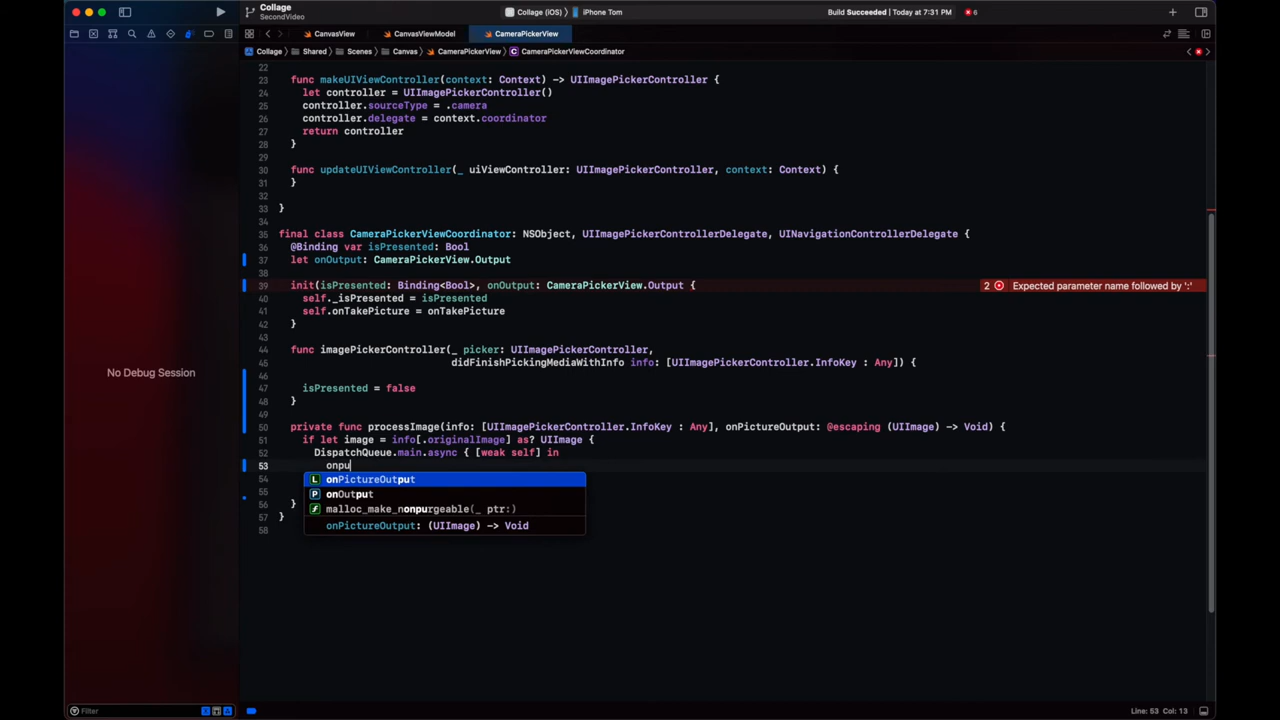 Collage
SecondVideo
Collage (iOS) › iPhone Tom
Build Succeeded | Today at 7:31 PM
6
CanvasView
CanvasViewModel
CameraPickerView
Collage › Shared › Scenes › Canvas › CameraPickerView › CameraPickerViewCoordinator
22
23 func makeUIViewController(context: Context) -> UIImagePickerController {
24 let controller = UIImagePickerController()
25 controller.sourceType = .camera
26 controller.delegate = context.coordinator
27 return controller
28 }
29
30 func updateUIViewController(_ uiViewController: UIImagePickerController, context: Context) {
31 }
32
33 }
34
35 final class CameraPickerViewCoordinator: NSObject, UIImagePickerControllerDelegate, UINavigationControllerDelegate {
36 @Binding var isPresented: Bool
37 let onOutput: CameraPickerView.Output
38
39 init(isPresented: Binding<Bool>, onOutput: CameraPickerView.Output {
2 Expected parameter name followed by ':'
40 self._isPresented = isPresented
41 self.onTakePicture = onTakePicture
42 }
43
44 func imagePickerController(_ picker: UIImagePickerController,
45 didFinishPickingMediaWithInfo info: [UIImagePickerController.InfoKey : Any]) {
46
47 isPresented = false
48 }
49
50 private func processImage(info: [UIImagePickerController.InfoKey : Any], onPictureOutput: @escaping (UIImage) -> Void) {
51 if let image = info[.originalImage] as? UIImage {
52 DispatchQueue.main.async { [weak self] in
53 onpu
54 L onPictureOutput
55 P onOutput
56 }
f malloc_make_nonpurgeable(_ ptr:)
57 }
onPictureOutput: (UIImage) -> Void
58
No Debug Session
Filter
Line: 53 Col: 13